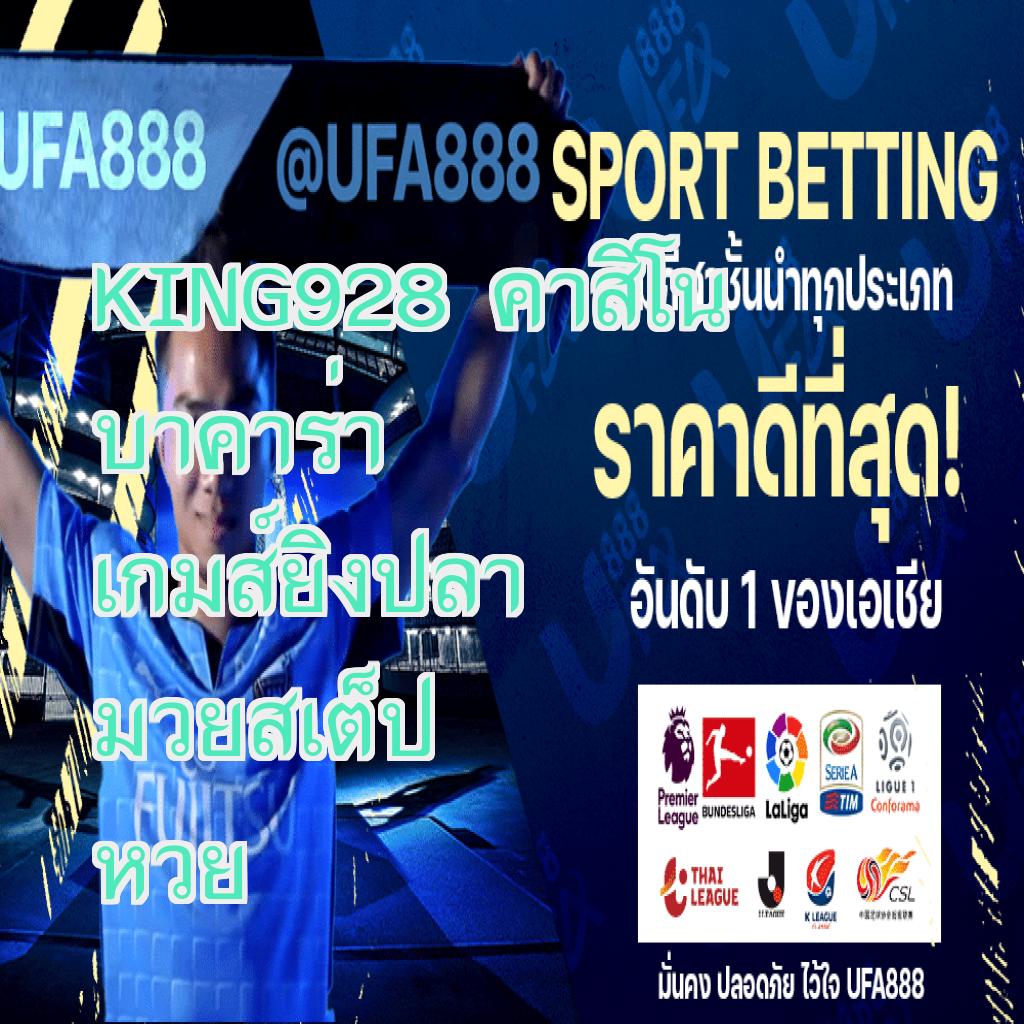 UFA888
@UFA888
SPORT BETTING
KING928 คาสิโน
ชั้นนำทุกประเภท
บาคาร่า
ราคาดีที่สุด!
เกมส์ยิงปลา
อันดับ 1 ของเอเชีย
มวยสเต็ป
FUJITSU
หวย
Premier
League
BUNDESLIGA
LaLiga
SERIE A
TIM
LIGUE 1
Conforama
THAI
LEAGUE
J.LEAGUE
K LEAGUE
CSL
มั่นคง ปลอดภัย ไว้ใจ UFA888